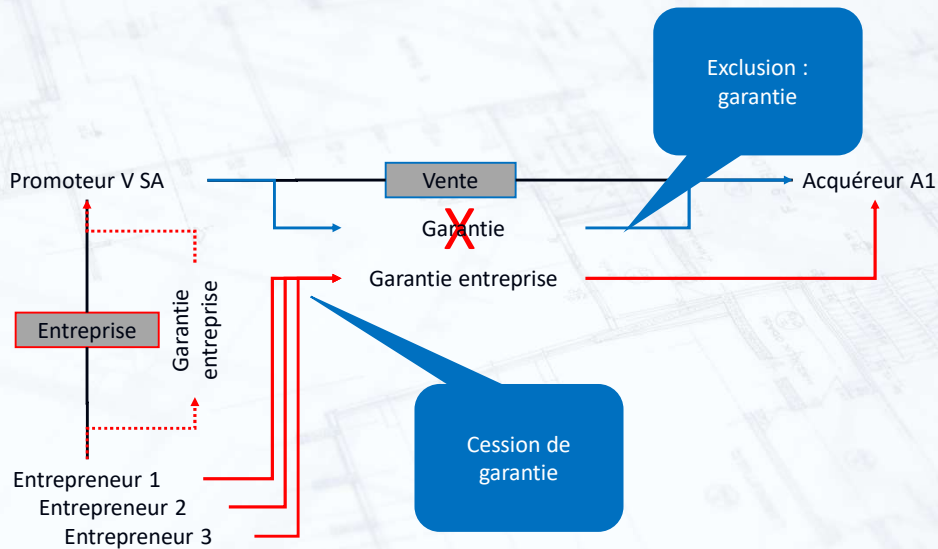 Exclusion :
garantie
Promoteur V SA
Vente
Acquéreur A1
Garantie
X
Garantie entreprise
Entreprise
Garantie
entreprise
Cession de
garantie
Entrepreneur 1
Entrepreneur 2
Entrepreneur 3